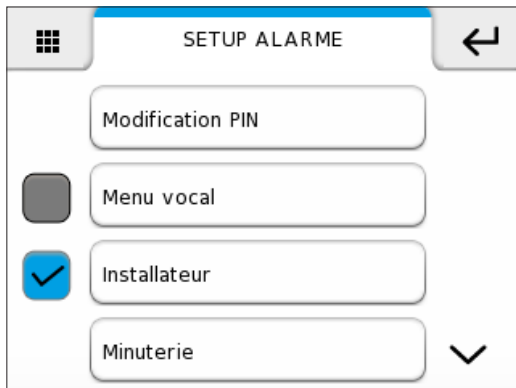 SETUP ALARME
Modification PIN
Menu vocal
Installateur
Minuterie